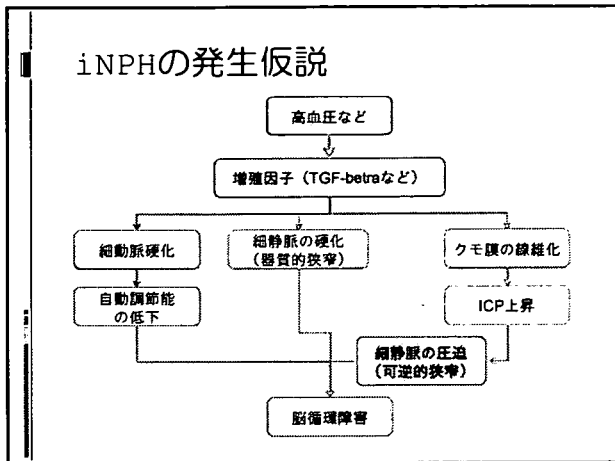 iNPHの発生仮説
高血圧など
増殖因子（TGF-betraなど）
細動脈硬化
細静脈の硬化
（器質的狭窄）
クモ膜の線維化
自動調節能
の低下
ICP上昇
細静脈の圧迫
（可逆的狭窄）
脳循環障害